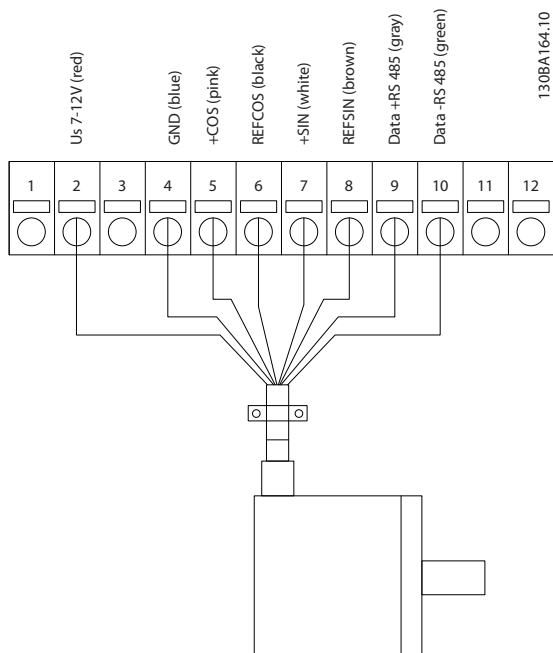 Us 7-12V (red)
GND (blue)
+COS (pink)
REFCOS (black)
+SIN (white)
REFSIN (brown)
Data +RS 485 (gray)
Data -RS 485 (green)
130BA164.10
1 2 3 4 5 6 7 8 9 10 11 12